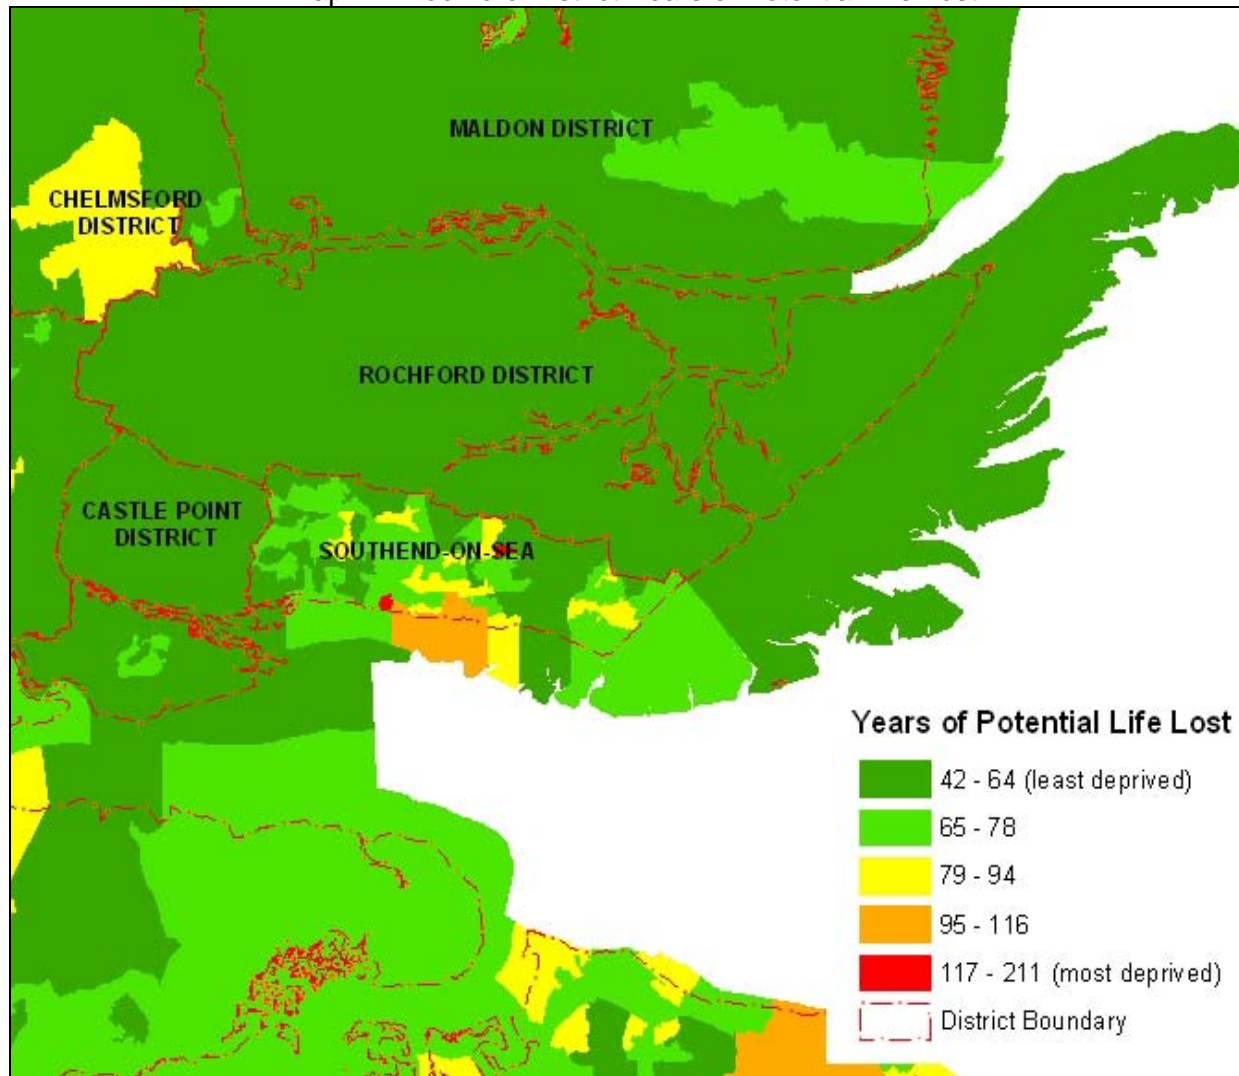 MALDON DISTRICT
CHELMSFORD
DISTRICT
ROCHFORD DISTRICT
CASTLE POINT
DISTRICT
SOUTHEND-ON-SEA
Years of Potential Life Lost
42 - 64 (least deprived)
65 - 78
79 - 94
95 - 116
117 - 211 (most deprived)
District Boundary